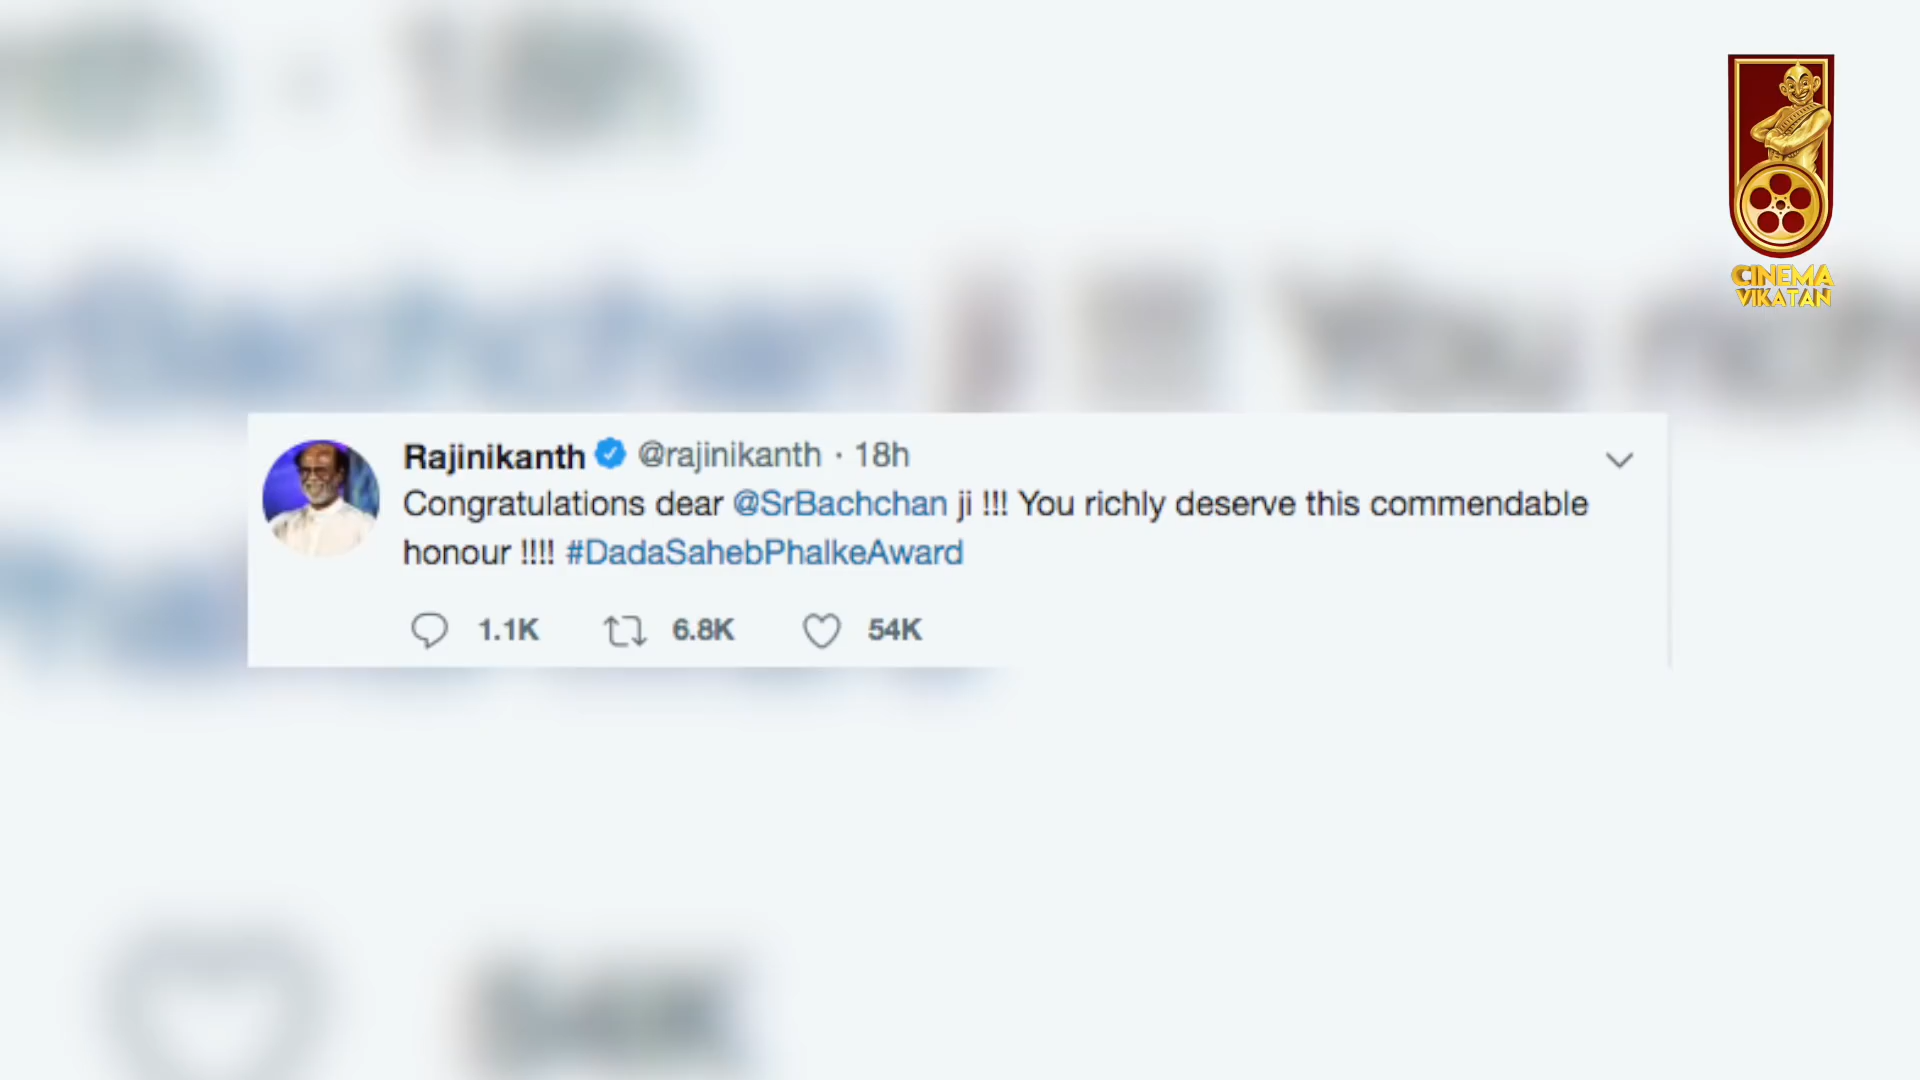 CINEMA
VIKATAN
Rajinikanth @rajinikanth · 18h
Congratulations dear @SrBachchan ji !!! You richly deserve this commendable
honour !!!! #DadaSahebPhalkeAward
1.1K 6.8K 54K